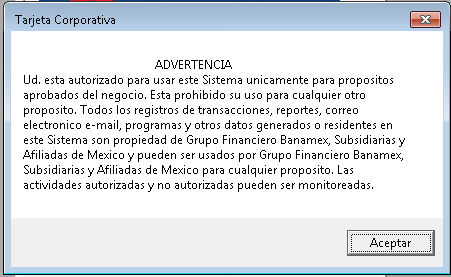 Tarjeta Corporativa
ADVERTENCIA
Ud. esta autorizado para usar este Sistema unicamente para propositos
aprobados del negocio. Esta prohibido su uso para cualquier otro
proposito. Todos los registros de transacciones, reportes, correo
electronico e-mail, programas y otros datos generados o residentes en
este Sistema son propiedad de Grupo Financiero Banamex, Subsidiarias y
Afiliadas de Mexico y pueden ser usados por Grupo Financiero Banamex,
Subsidiarias y Afiliadas de Mexico para cualquier proposito. Las
actividades autorizadas y no autorizadas pueden ser monitoreadas.
Aceptar